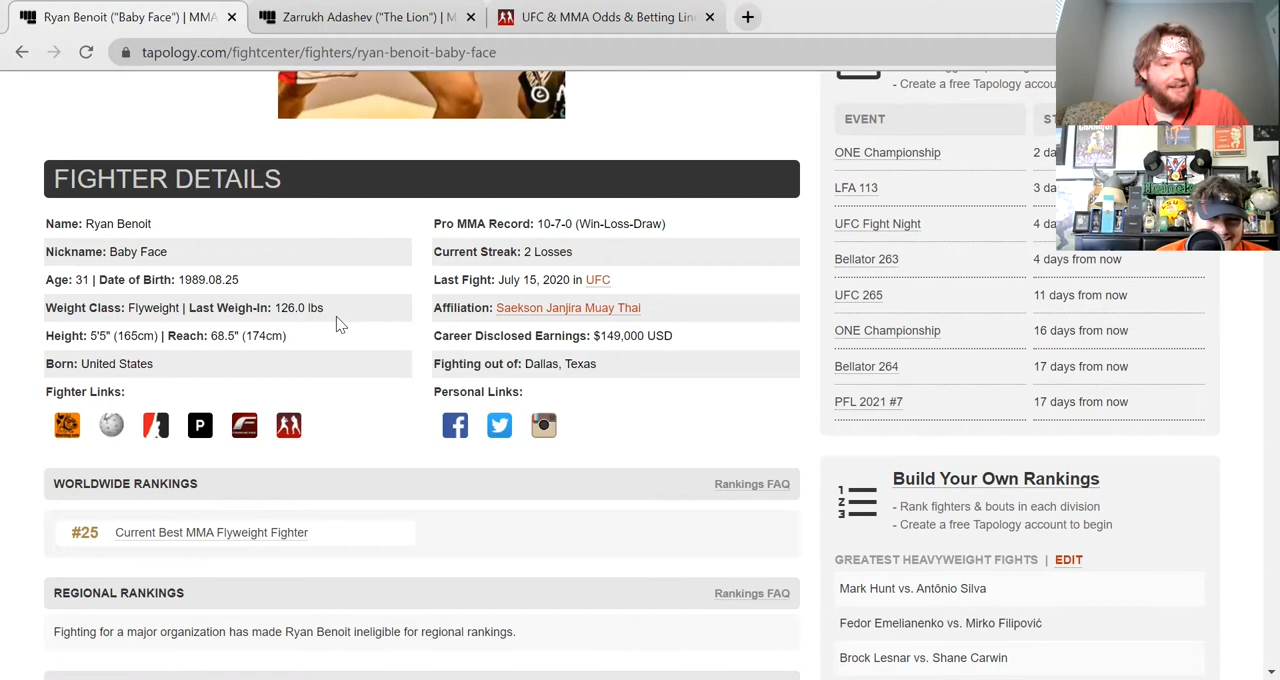 Ryan Benoit ("Baby Face") | MMA
Zarrukh Adashev ("The Lion") | M
UFC & MMA Odds & Betting Lin
tapology.com/fightcenter/fighters/ryan-benoit-baby-face
FIGHTER DETAILS
Name: Ryan Benoit
Nickname: Baby Face
Age: 31 | Date of Birth: 1989.08.25
Weight Class: Flyweight | Last Weigh-In: 126.0 lbs
Height: 5'5" (165cm) | Reach: 68.5" (174cm)
Born: United States
Fighter Links:
P
Pro MMA Record: 10-7-0 (Win-Loss-Draw)
Current Streak: 2 Losses
Last Fight: July 15, 2020 in UFC
Affiliation: Saekson Janjira Muay Thai
Career Disclosed Earnings: $149,000 USD
Fighting out of: Dallas, Texas
Personal Links:
WORLDWIDE RANKINGS
Rankings FAQ
#25 Current Best MMA Flyweight Fighter
REGIONAL RANKINGS
Rankings FAQ
Fighting for a major organization has made Ryan Benoit ineligible for regional rankings.
- Create a free Tapology accou
EVENT
ST
ONE Championship 2 da
LFA 113 3 da
UFC Fight Night 4 da
Bellator 263 4 days from now
UFC 265 11 days from now
ONE Championship 16 days from now
Bellator 264 17 days from now
PFL 2021 #7 17 days from now
Build Your Own Rankings
- Rank fighters & bouts in each division
- Create a free Tapology account to begin
GREATEST HEAVYWEIGHT FIGHTS | EDIT
Mark Hunt vs. Antônio Silva
Fedor Emelianenko vs. Mirko Filipović
Brock Lesnar vs. Shane Carwin
Heineken